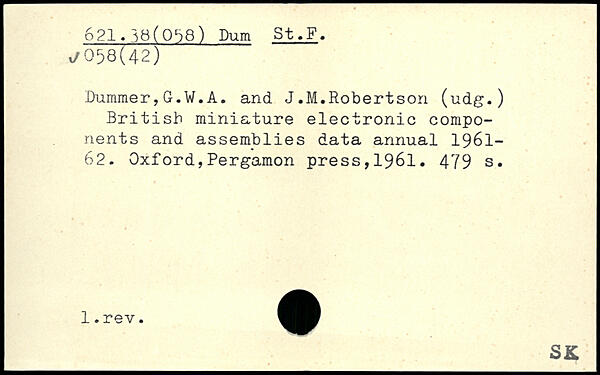 621.38(058) Dum St.F.
✓058(42)
Dummer,G.W.A. and J.M.Robertson (udg.)
British miniature electronic compo-
nents and assemblies data annual 1961-
62. Oxford,Pergamon press,1961. 479 s.
1.rev.
SK